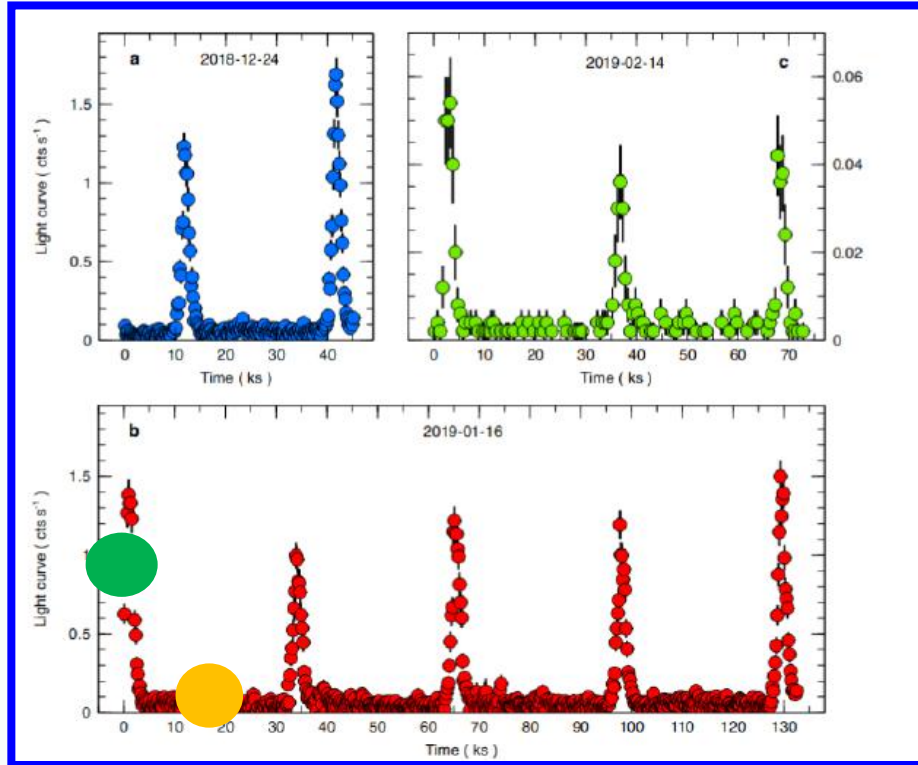 a
2018-12-24
Light curve ( cts s⁻¹ )
1.5
1
0.5
0
0 10 20 30 40
Time ( ks )
2019-02-14
c
0.06
0.04
0.02
0
0 10 20 30 40 50 60 70
Time ( ks )
b
2019-01-16
Light curve ( cts s⁻¹ )
1.5
0.5
0
0 10 20 30 40 50 60 70 80 90 100 110 120 130
Time ( ks )